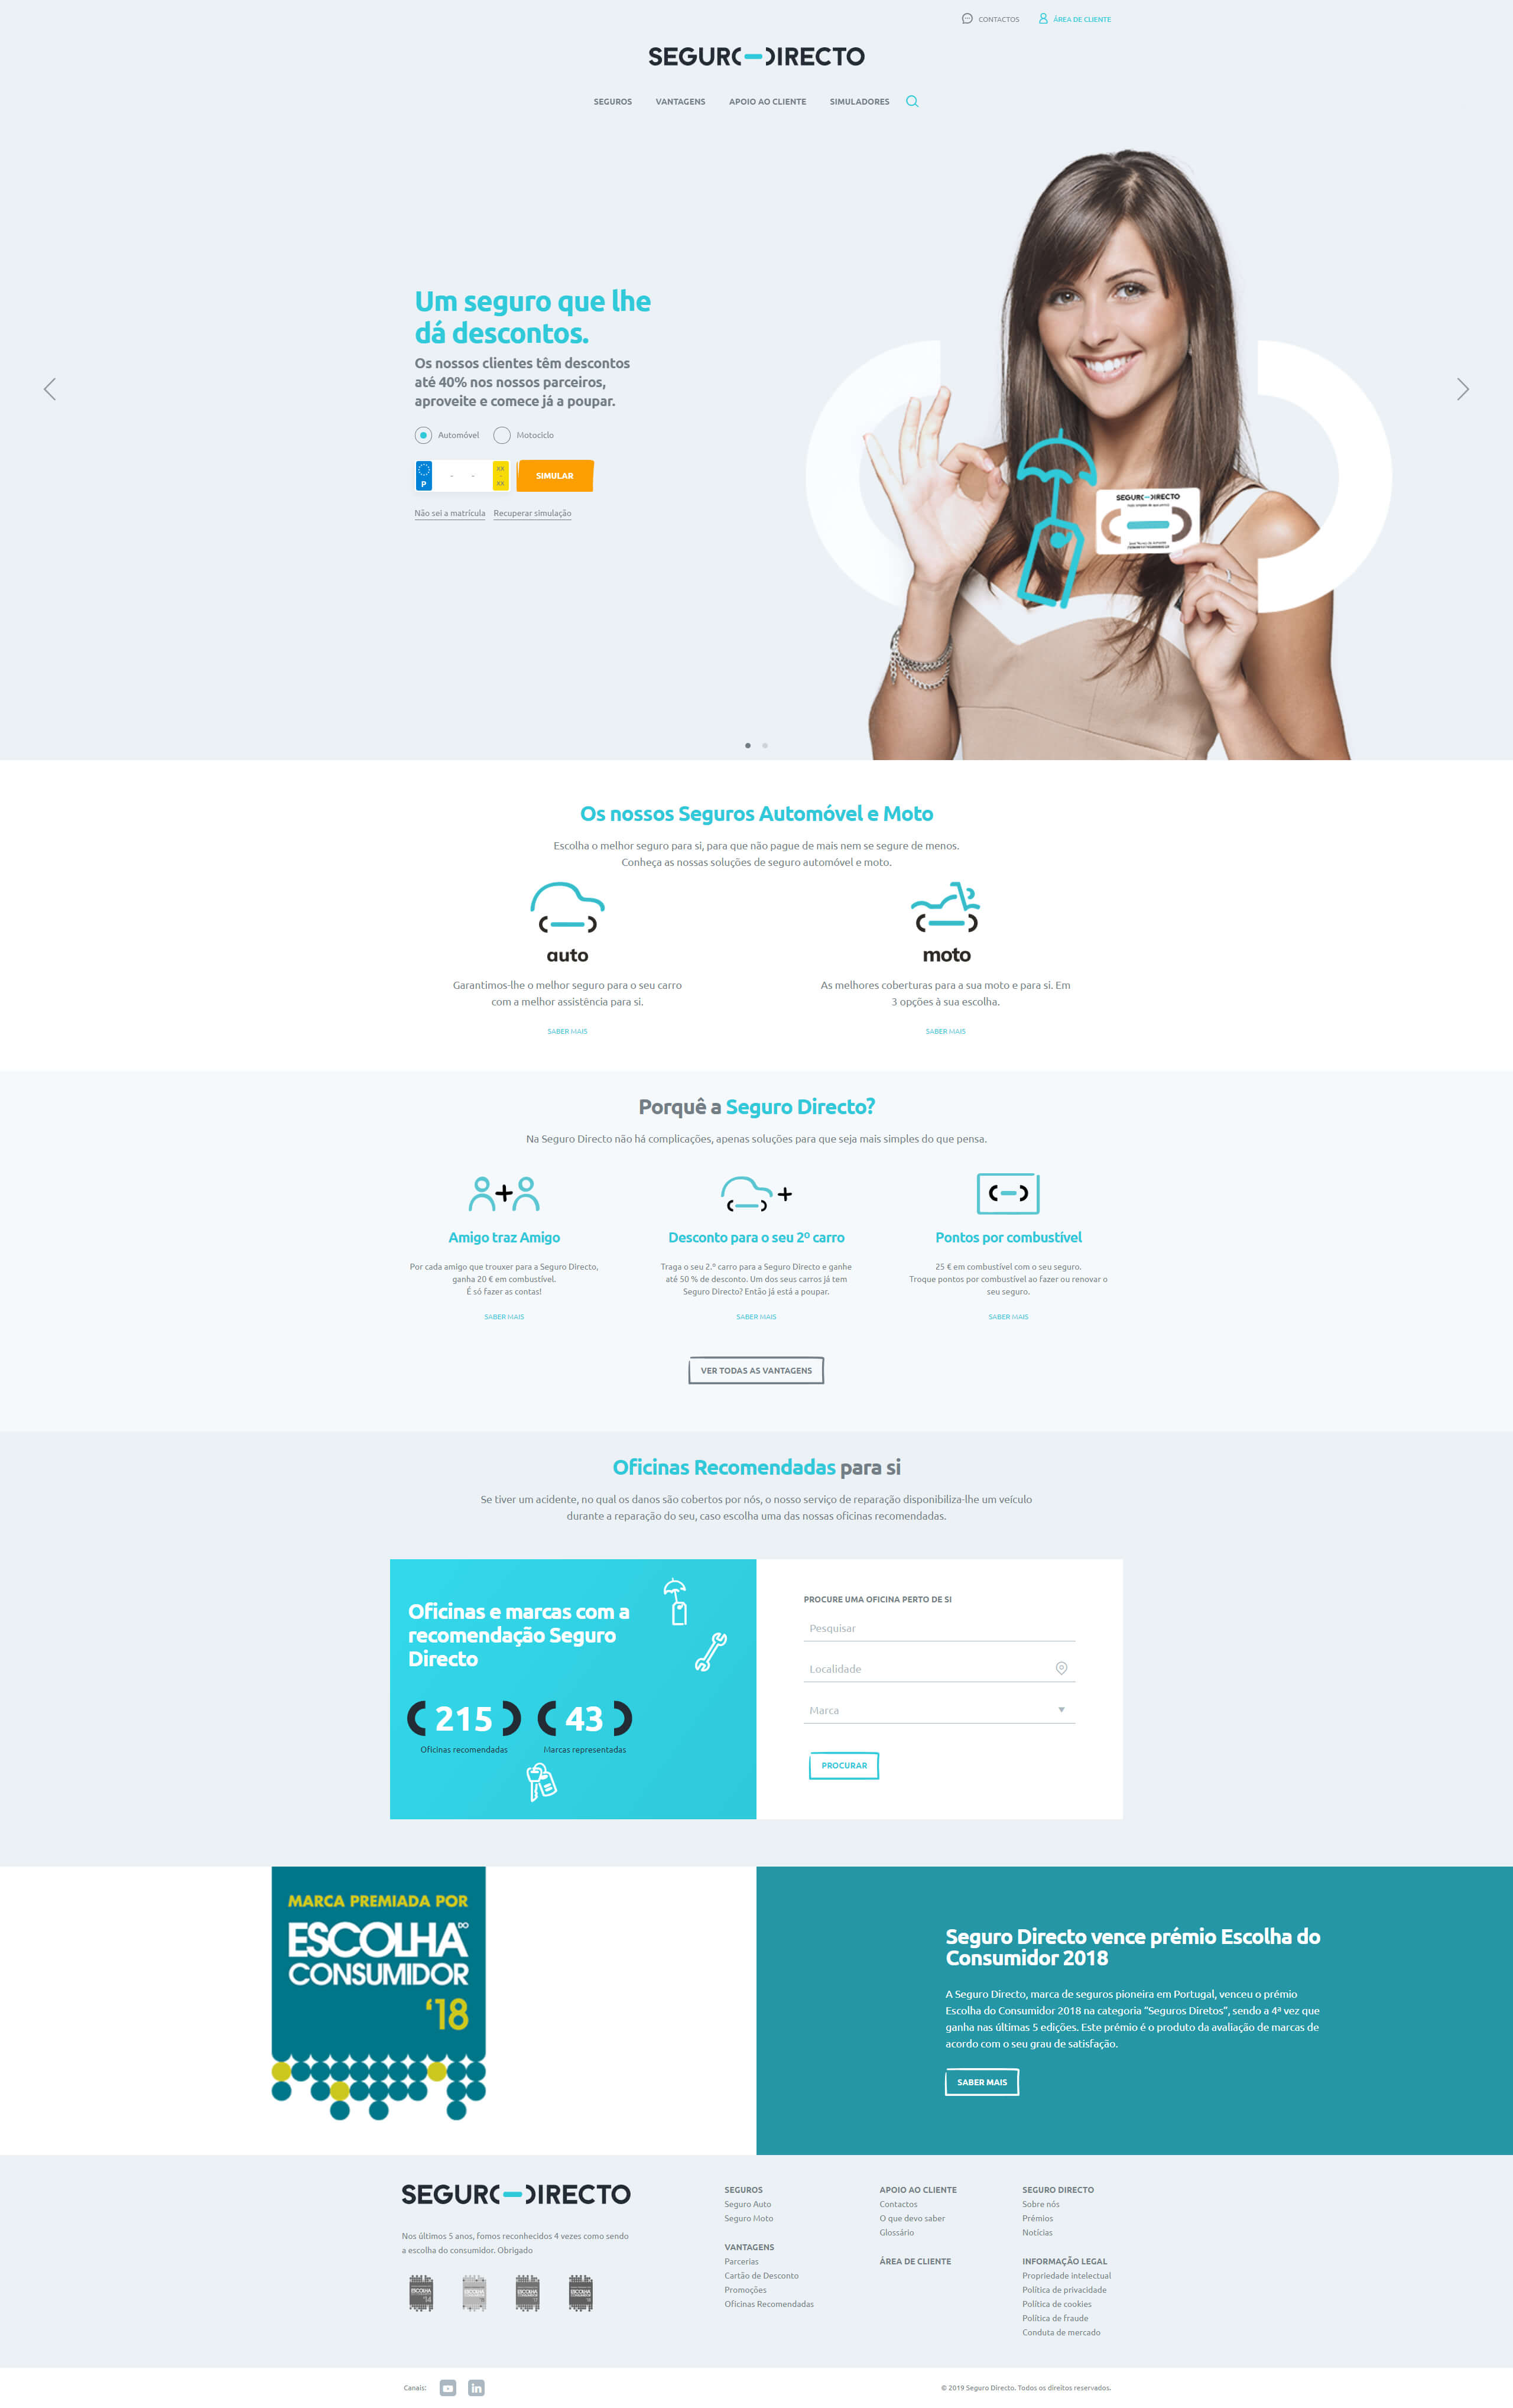 CONTACTOS
ÁREA DE CLIENTE
SEGURO DIRECTO
SEGUROS
VANTAGENS
APOIO AO CLIENTE
SIMULADORES
Um seguro que lhe
dá descontos.
Os nossos clientes têm descontos
até 40% nos nossos parceiros,
aproveite e comece já a poupar.
Automóvel
Motociclo
P
- -
XX
-
XX
SIMULAR
Não sei a matrícula
Recuperar simulação
SEGURO DIRECTO
Os nossos Seguros Automóvel e Moto
Escolha o melhor seguro para si, para que não pague de mais nem se segure de menos.
Conheça as nossas soluções de seguro automóvel e moto.
auto
Garantimos-lhe o melhor seguro para o seu carro
com a melhor assistência para si.
SABER MAIS
moto
As melhores coberturas para a sua moto e para si. Em
3 opções à sua escolha.
SABER MAIS
Porquê a Seguro Directo?
Na Seguro Directo não há complicações, apenas soluções para que seja mais simples do que pensa.
Amigo traz Amigo
Por cada amigo que trouxer para a Seguro Directo,
ganha 20 € em combustível.
É só fazer as contas!
SABER MAIS
Desconto para o seu 2º carro
Traga o seu 2.º carro para a Seguro Directo e ganhe
até 50 % de desconto. Um dos seus carros já tem
Seguro Directo? Então já está a poupar.
SABER MAIS
Pontos por combustível
25 € em combustível com o seu seguro.
Troque pontos por combustível ao fazer ou renovar o
seu seguro.
SABER MAIS
VER TODAS AS VANTAGENS
Oficinas Recomendadas para si
Se tiver um acidente, no qual os danos são cobertos por nós, o nosso serviço de reparação disponibiliza-lhe um veículo
durante a reparação do seu, caso escolha uma das nossas oficinas recomendadas.
Oficinas e marcas com a
recomendação Seguro
Directo
215
Oficinas recomendadas
43
Marcas representadas
PROCURE UMA OFICINA PERTO DE SI
Pesquisar
Localidade
Marca
PROCURAR
MARCA PREMIADA POR
ESCOLHA DO
CONSUMIDOR
'18
Seguro Directo vence prémio Escolha do
Consumidor 2018
A Seguro Directo, marca de seguros pioneira em Portugal, venceu o prémio
Escolha do Consumidor 2018 na categoria “Seguros Diretos”, sendo a 4ª vez que
ganha nas últimas 5 edições. Este prémio é o produto da avaliação de marcas de
acordo com o seu grau de satisfação.
SABER MAIS
SEGURO DIRECTO
Nos últimos 5 anos, fomos reconhecidos 4 vezes como sendo
a escolha do consumidor. Obrigado
SEGUROS
Seguro Auto
Seguro Moto
VANTAGENS
Parcerias
Cartão de Desconto
Promoções
Oficinas Recomendadas
APOIO AO CLIENTE
Contactos
O que devo saber
Glossário
ÁREA DE CLIENTE
SEGURO DIRECTO
Sobre nós
Prémios
Notícias
INFORMAÇÃO LEGAL
Propriedade intelectual
Política de privacidade
Política de cookies
Política de fraude
Conduta de mercado
Canais:
© 2019 Seguro Directo. Todos os direitos reservados.